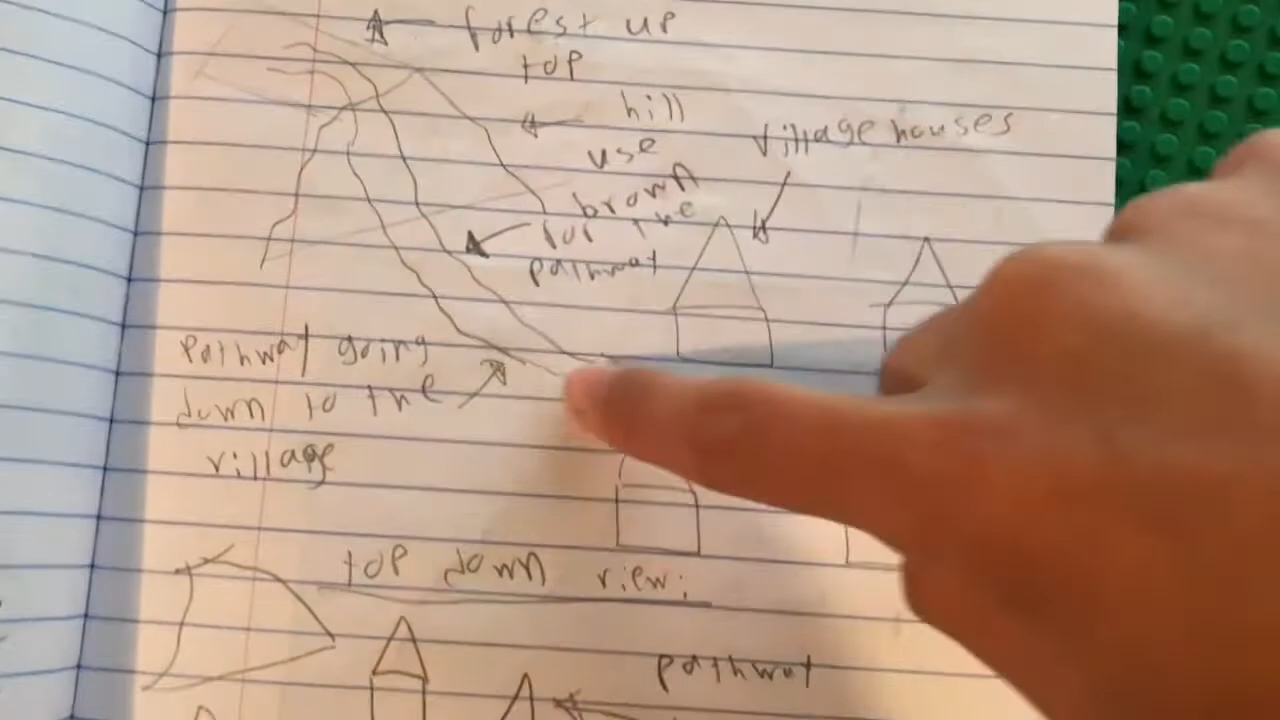 forest up
top
hill
use
brown
for the
pathway
village houses
pathway going
down to the
village
top down view:
pathway